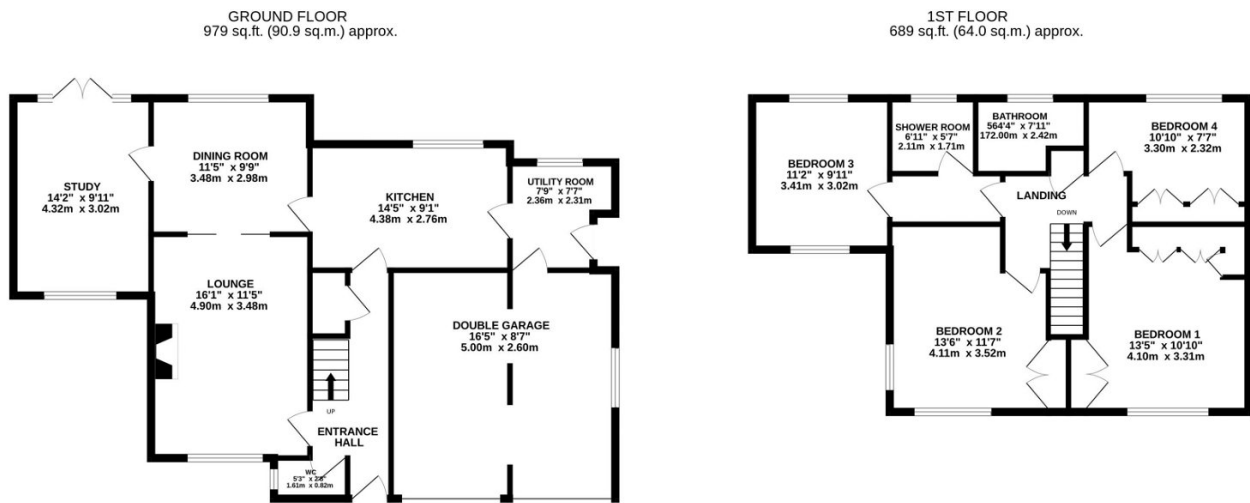 GROUND FLOOR
979 sq.ft. (90.9 sq.m.) approx.
STUDY
14'2" x 9'11"
4.32m x 3.02m
DINING ROOM
11'5" x 9'9"
3.48m x 2.98m
KITCHEN
14'5" x 9'1"
4.38m x 2.76m
UTILITY ROOM
7'9" x 7'7"
2.36m x 2.31m
LOUNGE
16'1" x 11'5"
4.90m x 3.48m
DOUBLE GARAGE
16'5" x 8'7"
5.00m x 2.60m
UP
ENTRANCE
HALL
WC
5'3" x 2'8"
1.61m x 0.82m
1ST FLOOR
689 sq.ft. (64.0 sq.m.) approx.
BEDROOM 3
11'2" x 9'11"
3.41m x 3.02m
SHOWER ROOM
6'11" x 5'7"
2.11m x 1.71m
BATHROOM
564'4" x 7'11"
172.00m x 2.42m
BEDROOM 4
10'10" x 7'7"
3.30m x 2.32m
LANDING
DOWN
BEDROOM 2
13'6" x 11'7"
4.11m x 3.52m
BEDROOM 1
13'5" x 10'10"
4.10m x 3.31m